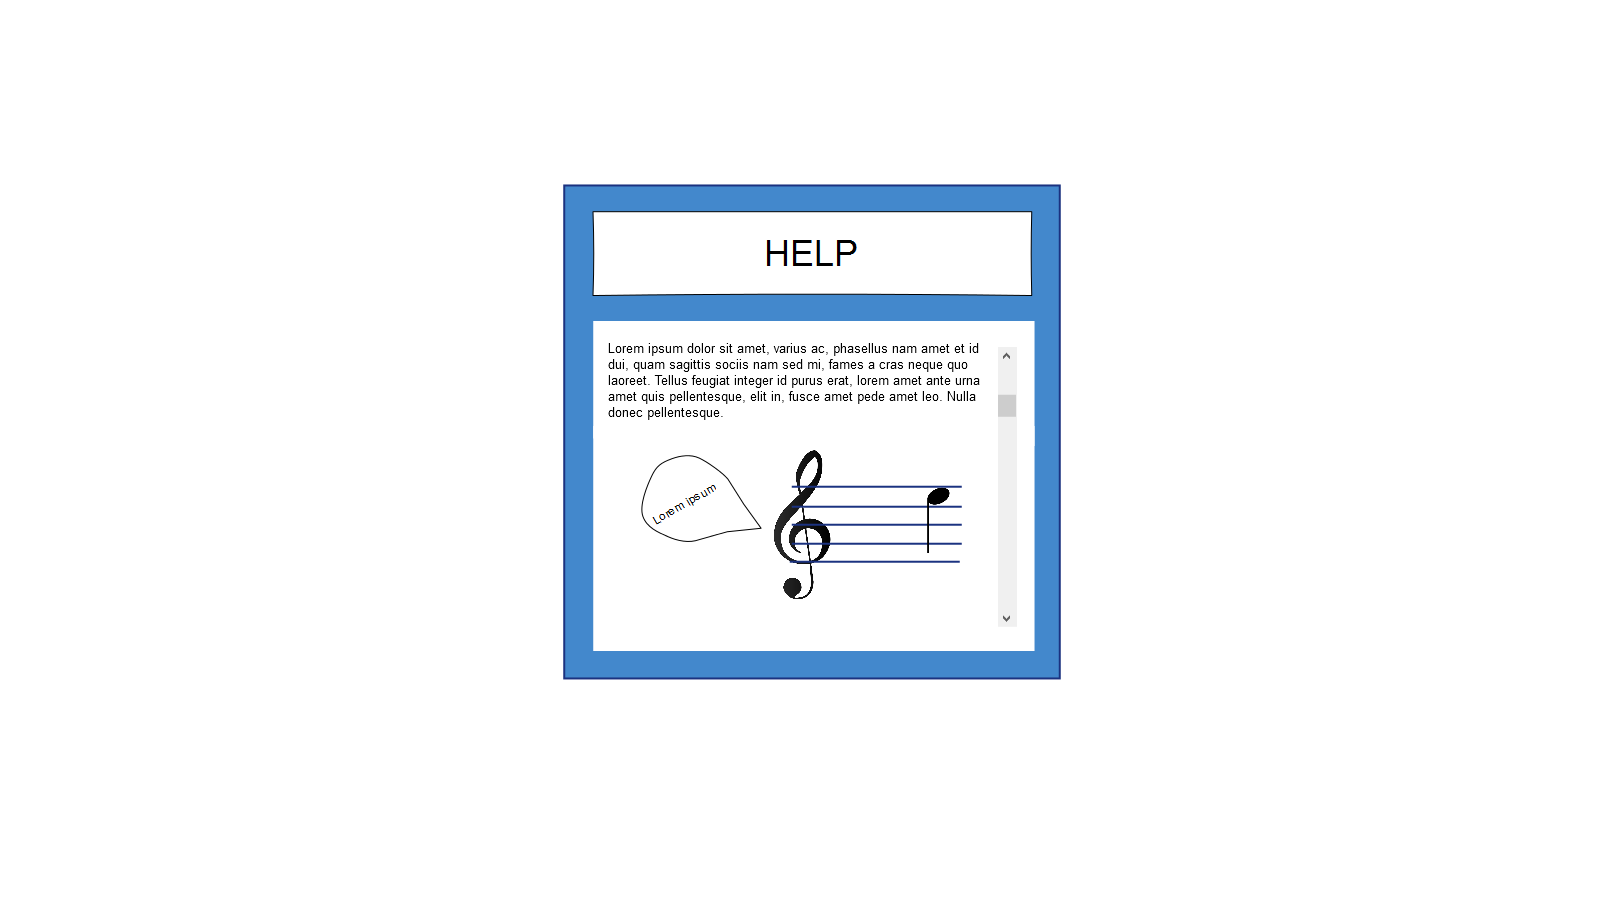 HELP
Lorem ipsum dolor sit amet, varius ac, phasellus nam amet et id
dui, quam sagittis sociis nam sed mi, fames a cras neque quo
laoreet. Tellus feugiat integer id purus erat, lorem amet ante urna
amet quis pellentesque, elit in, fusce amet pede amet leo. Nulla
donec pellentesque.
Lorem ipsum